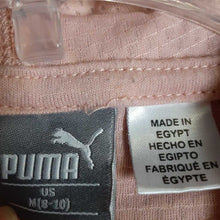 PUMA
US
M(8-10)
MADE IN
EGYPT
HECHO EN
EGIPTO
FABRIQUÉ EN
ÉGYPTE